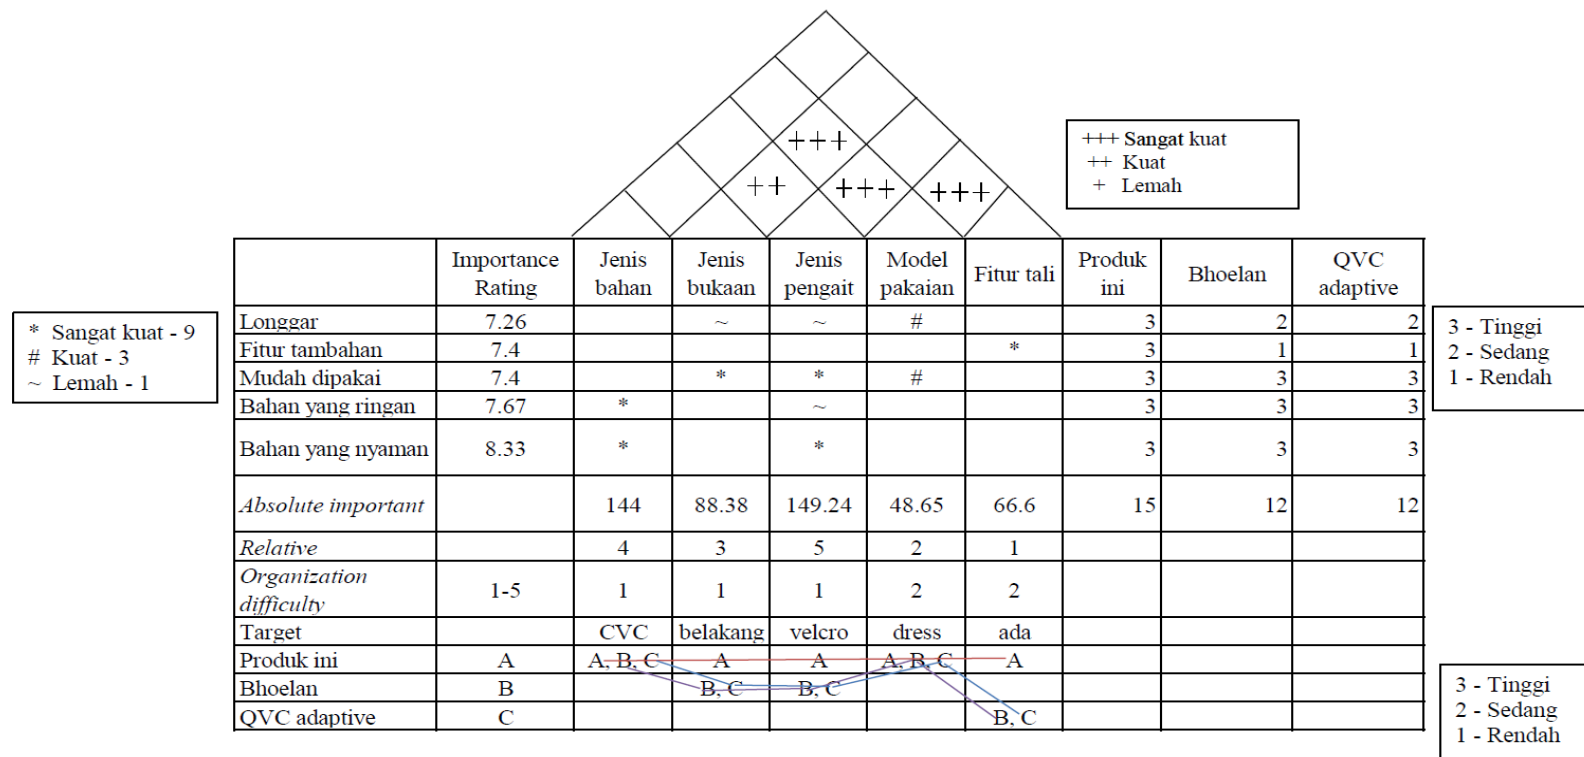 +++
++ +++ +++
+++ Sangat kuat
++ Kuat
+ Lemah
* Sangat kuat - 9
# Kuat - 3
~ Lemah - 1
Importance Rating Jenis bahan Jenis bukaan Jenis pengait Model pakaian Fitur tali Produk ini Bhoelan QVC adaptive
Longgar 7.26 ~ ~ # 3 2 2
Fitur tambahan 7.4 * 3 1 1
Mudah dipakai 7.4 * * # 3 3 3
Bahan yang ringan 7.67 * ~ 3 3 3
Bahan yang nyaman 8.33 * * 3 3 3
Absolute important 144 88.38 149.24 48.65 66.6 15 12 12
Relative 4 3 5 2 1
Organization difficulty 1-5 1 1 1 2 2
Target CVC belakang velcro dress ada
Produk ini A A, B, C A A A, B, C A
Bhoelan B B, C B, C
QVC adaptive C B, C
3 - Tinggi
2 - Sedang
1 - Rendah
3 - Tinggi
2 - Sedang
1 - Rendah